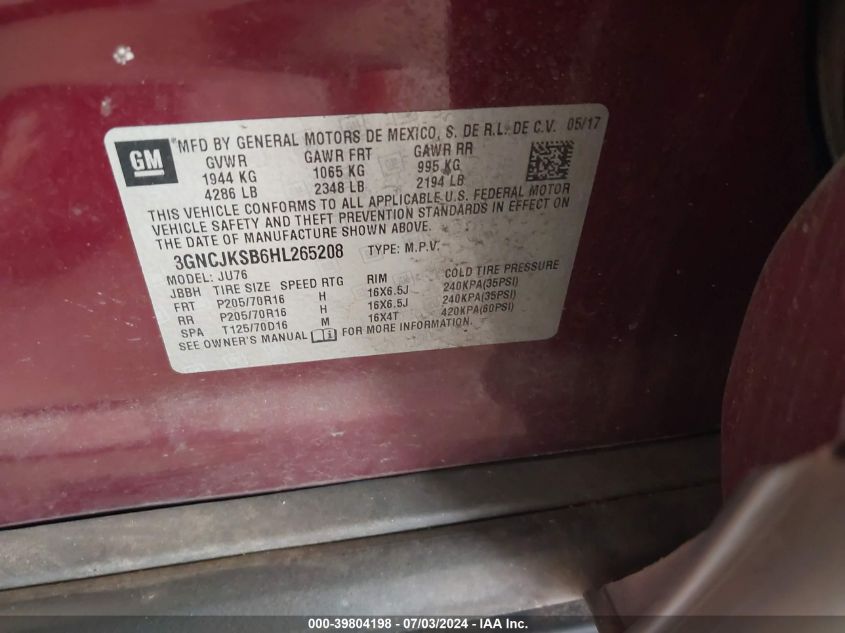 GM
®MFD BY GENERAL MOTORS DE MEXICO, S. DE R.L. DE C.V. 05/17
GVWR GAWR FRT GAWR RR
1944 KG 1065 KG 995 KG
4286 LB 2348 LB 2194 LB
THIS VEHICLE CONFORMS TO ALL APPLICABLE U.S. FEDERAL MOTOR
VEHICLE SAFETY AND THEFT PREVENTION STANDARDS IN EFFECT ON
THE DATE OF MANUFACTURE SHOWN ABOVE.
3GNCJKSB6HL265208 TYPE: M.P.V.
MODEL: JU76
JBBH TIRE SIZE SPEED RTG RIM COLD TIRE PRESSURE
FRT P205/70R16 H 16X6.5J 240KPA(35PSI)
RR P205/70R16 H 16X6.5J 240KPA(35PSI)
SPA T125/70D16 M 16X4T 420KPA(60PSI)
SEE OWNER'S MANUAL FOR MORE INFORMATION.
000-39804198 - 07/03/2024 - IAA Inc.